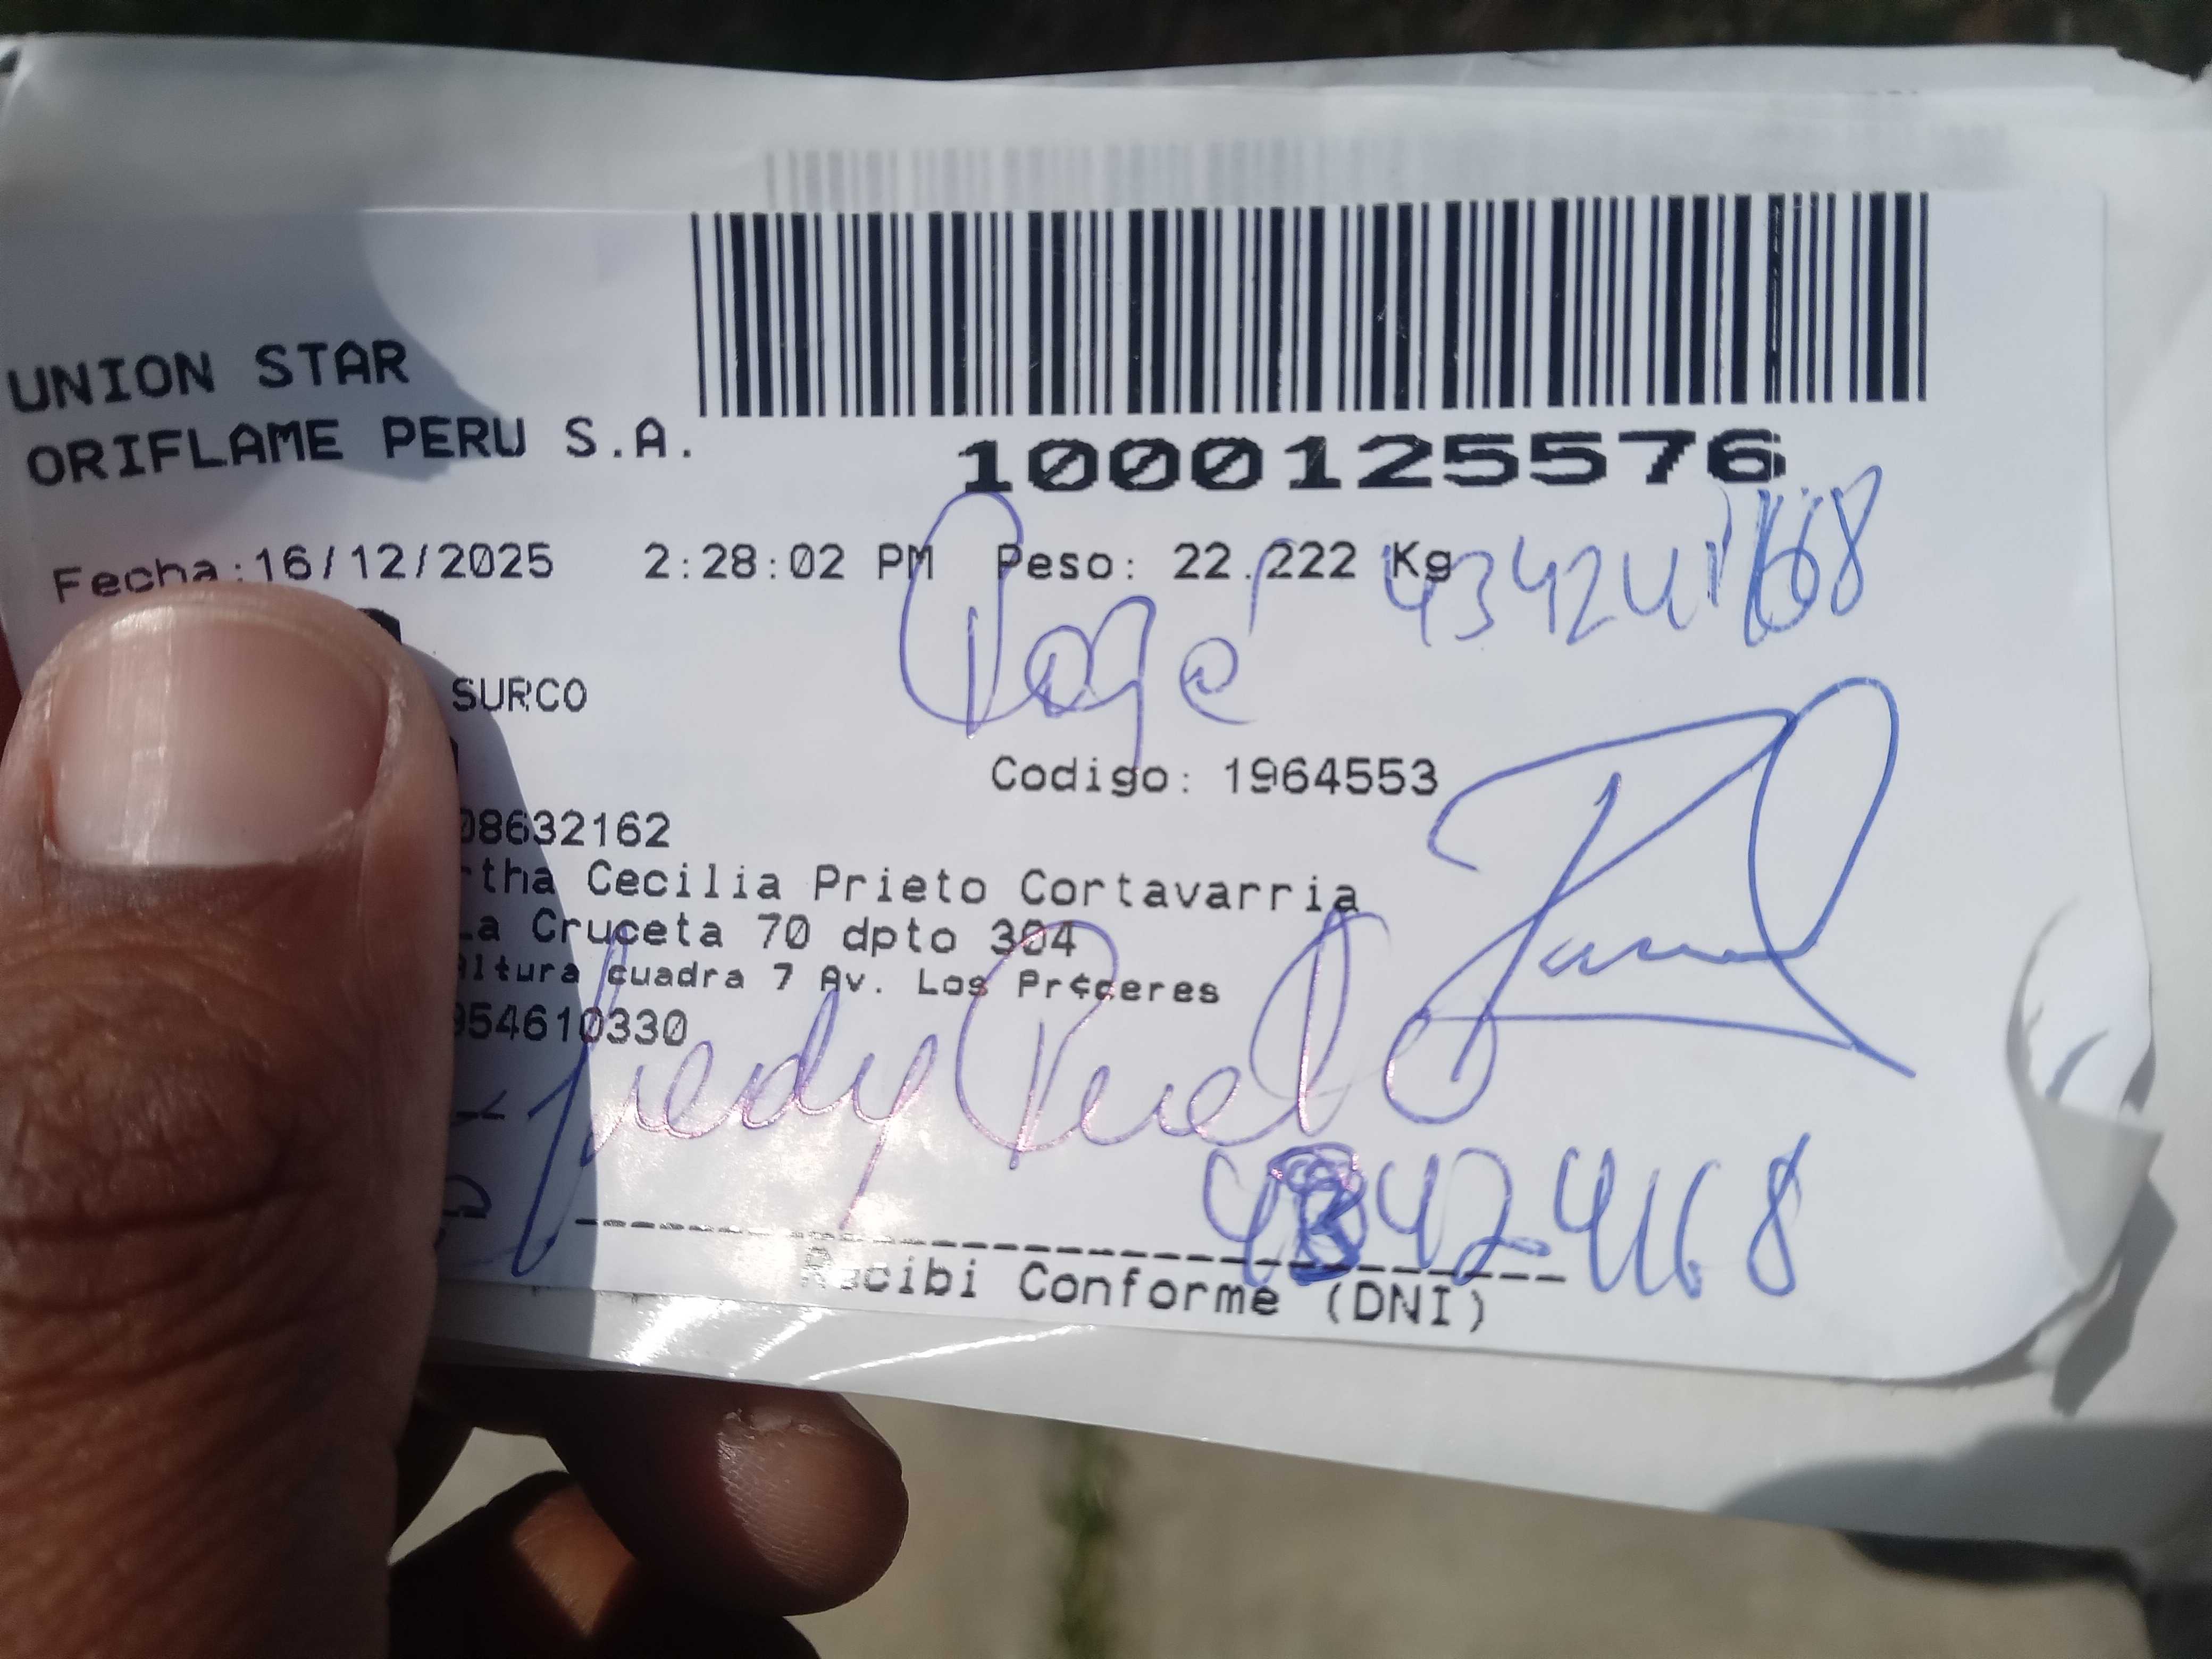 UNION STAR
ORIFLAME PERU S.A.
1000125576
Fecha:16/12/2025 2:28:02 PM Peso: 22.222 Kg
SURCO
Codigo: 1964553
08632162
tha Cecilia Prieto Cortavarria
La Cruceta 70 dpto 304
Altura cuadra 7 Av. Los Pr¢ceres
954610330
43424168
Recibi Conforme (DNI)